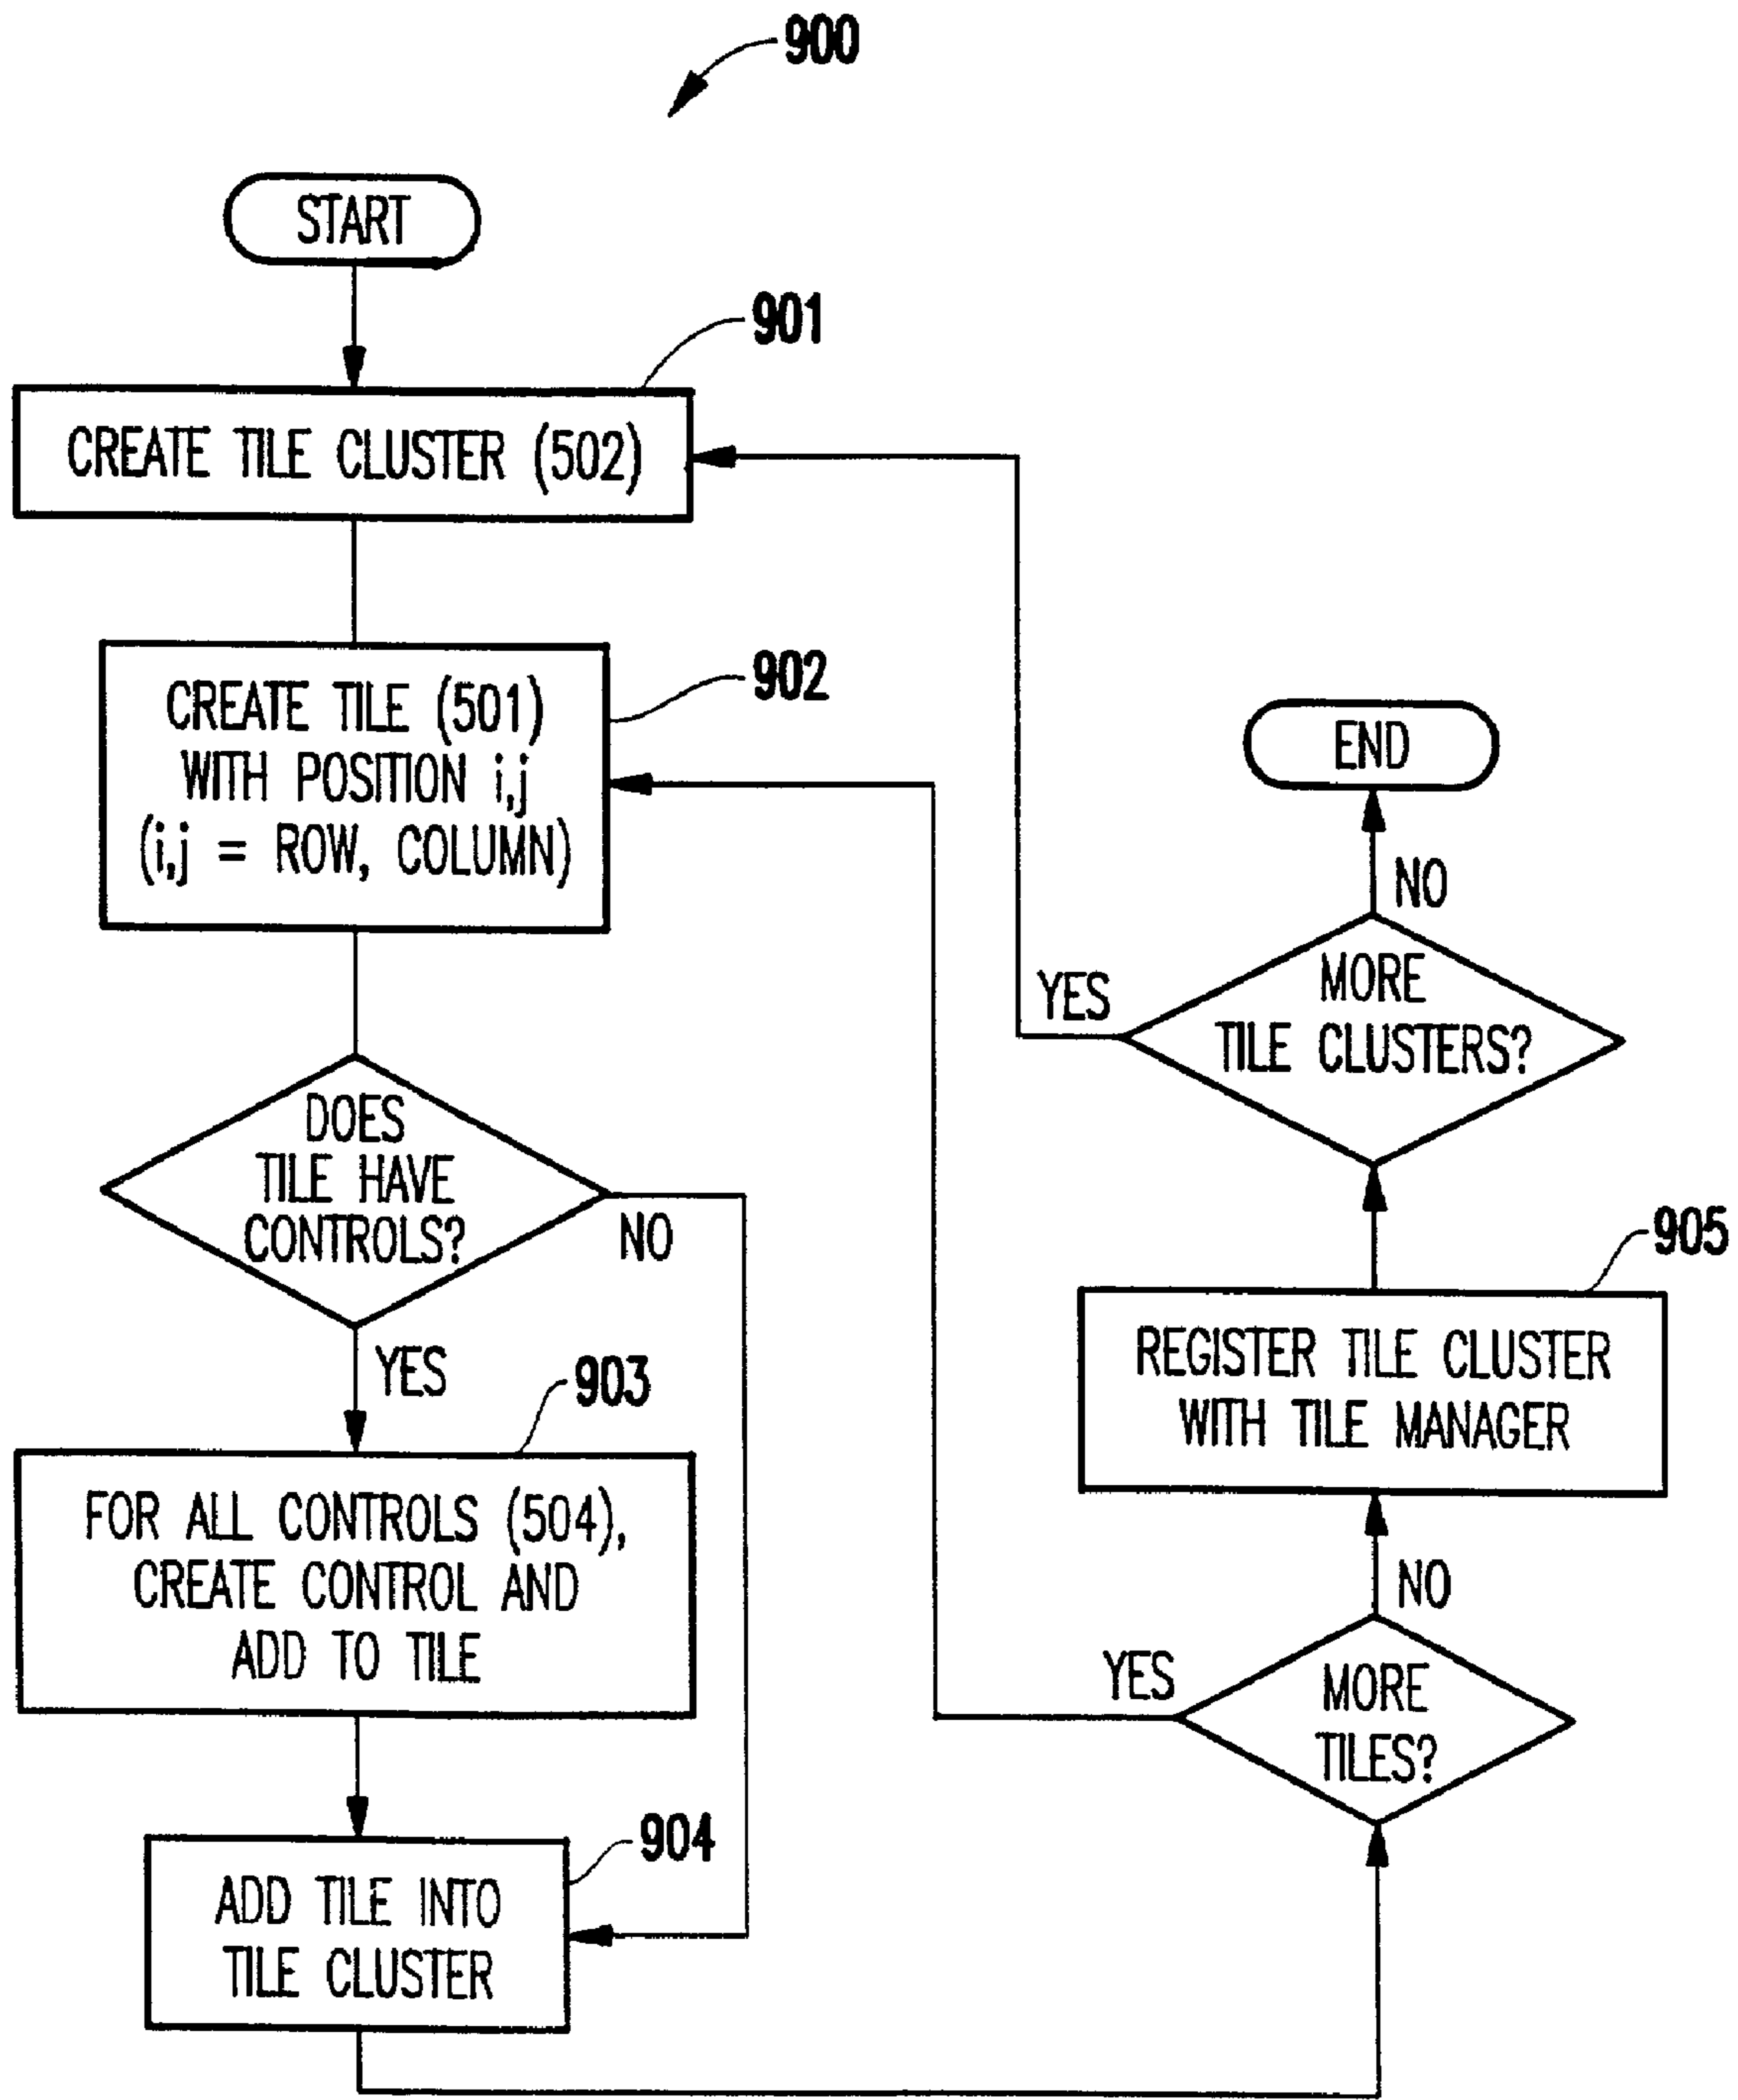 900
START
901
CREATE TILE CLUSTER (502)
902
CREATE TILE (501)
WITH POSITION i,j
(i,j = ROW, COLUMN)
DOES
TILE HAVE
CONTROLS?
NO
YES
903
FOR ALL CONTROLS (504),
CREATE CONTROL AND
ADD TO TILE
904
ADD TILE INTO
TILE CLUSTER
MORE
TILES?
YES
NO
905
REGISTER TILE CLUSTER
WITH TILE MANAGER
MORE
TILE CLUSTERS?
YES
NO
END